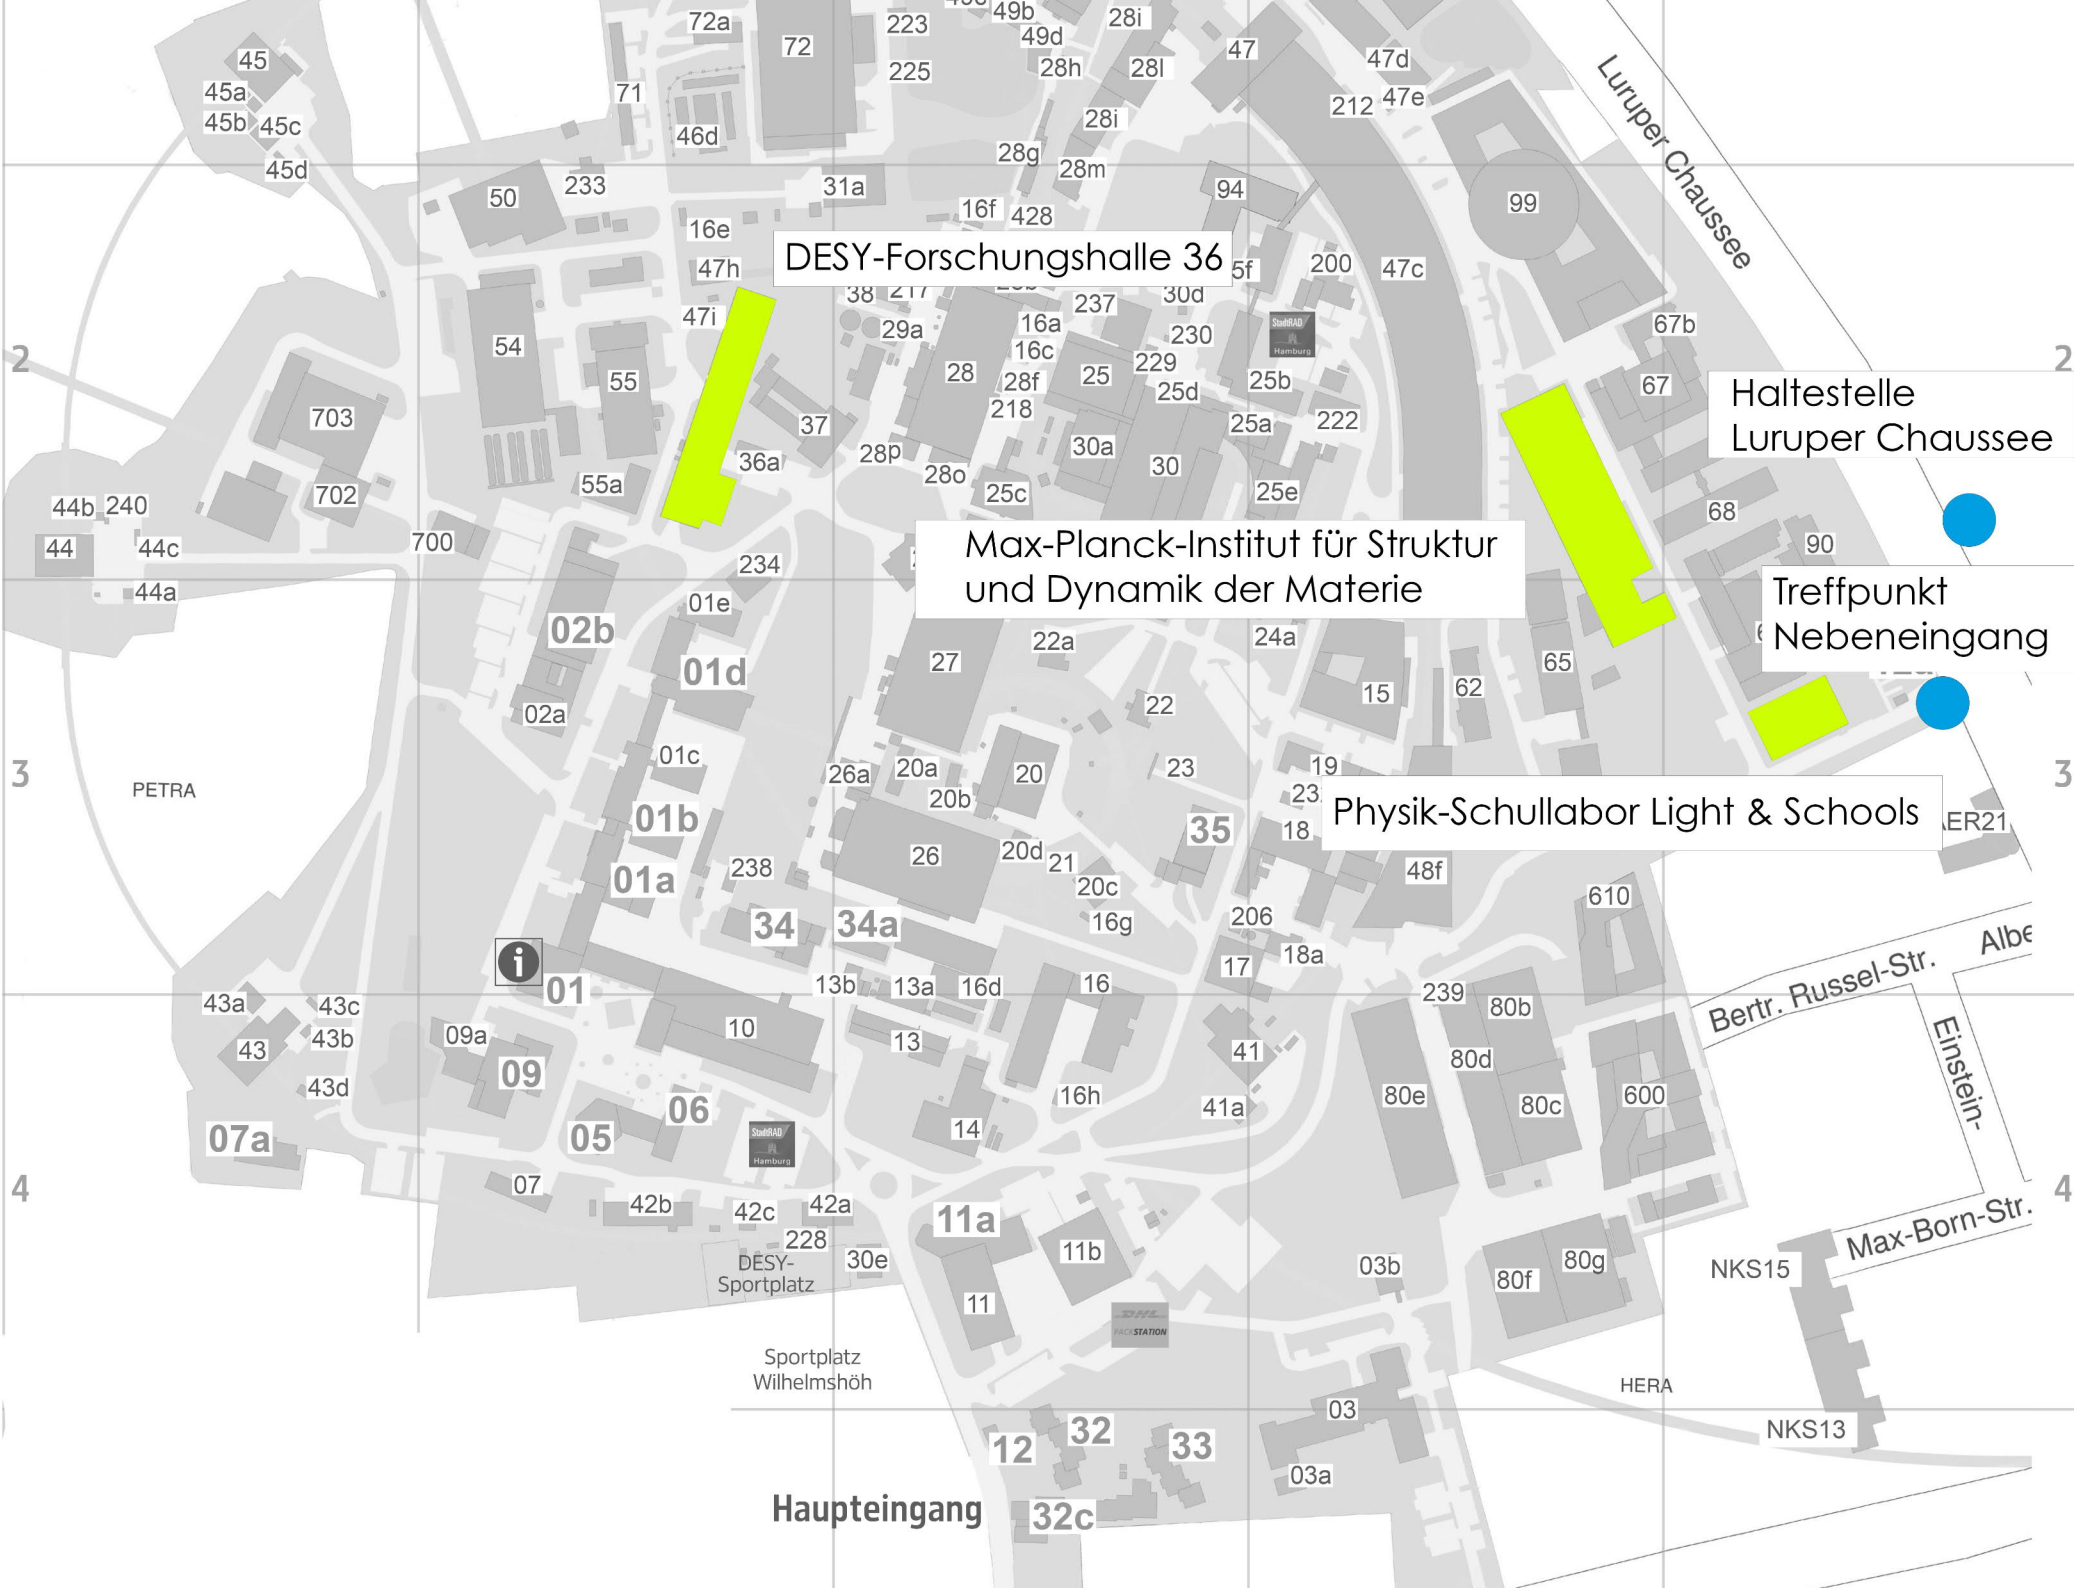 72a
72
223
49b
49d
28i
47
47d
45
225
28h
28l
45a
71
212
47e
45b
45c
46d
28i
Luruper Chaussee
45d
28g
28m
50
233
31a
94
99
16f
428
16e
DESY-Forschungshalle 36
47h
5f
200
47c
38
217
30d
47i
29a
16a
237
StadtRAD
Hamburg
67b
230
2
54
16c
229
2
55
28
28f
25
25d
25b
67
Haltestelle
Luruper Chaussee
703
37
218
25a
222
28p
30a
36a
28o
30
55a
25c
25e
702
44b
240
68
700
44
44c
Max-Planck-Institut für Struktur
und Dynamik der Materie
90
234
44a
01e
Treffpunkt
Nebeneingang
02b
22a
24a
01d
27
65
02a
22
15
62
01c
26a
20a
20
23
19
3
PETRA
20b
3
01b
35
18
Physik-Schullabor Light & Schools
AER21
26
20d
21
01a
238
20c
48f
34
34a
16g
206
610
i
01
17
18a
Bertr. Russel-Str.
13b
13a
16d
16
239
80b
43a
43c
10
09a
43
43b
13
41
80d
Einstein-
09
43d
06
16h
41a
80e
80c
600
07a
05
StadtRAD
Hamburg
14
07
4
42b
42c
42a
11a
4
228
11b
Max-Born-Str.
DESY-
Sportplatz
30e
03b
80f
80g
NKS15
11
DHL
PACKSTATION
Sportplatz
Wilhelmshöh
HERA
03
12
32
33
NKS13
03a
Haupteingang
32c